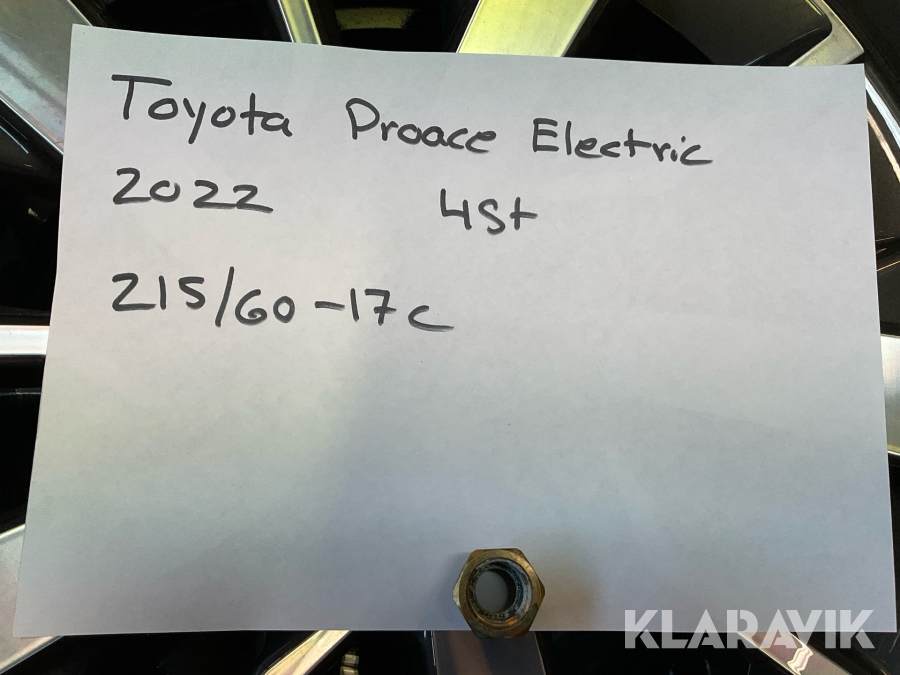 Toyota Proace Electric
2022 4St
215/60-17c
KLARAVIK